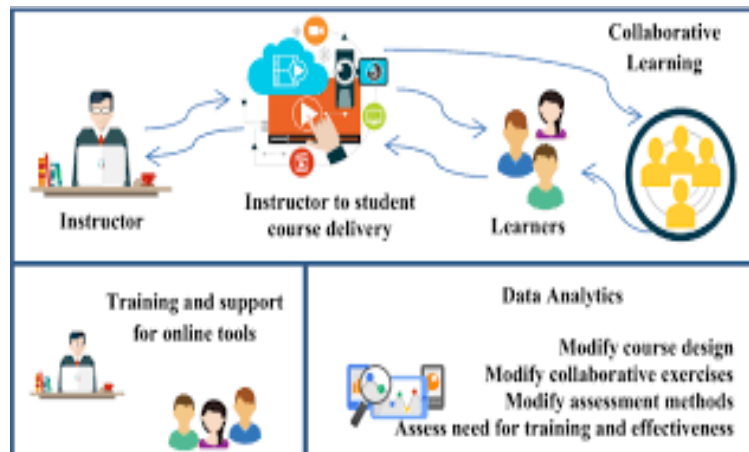 Collaborative
Learning
Instructor
Instructor to student
course delivery
Learners
Training and support
for online tools
Data Analytics
Modify course design
Modify collaborative exercises
Modify assessment methods
Assess need for training and effectiveness